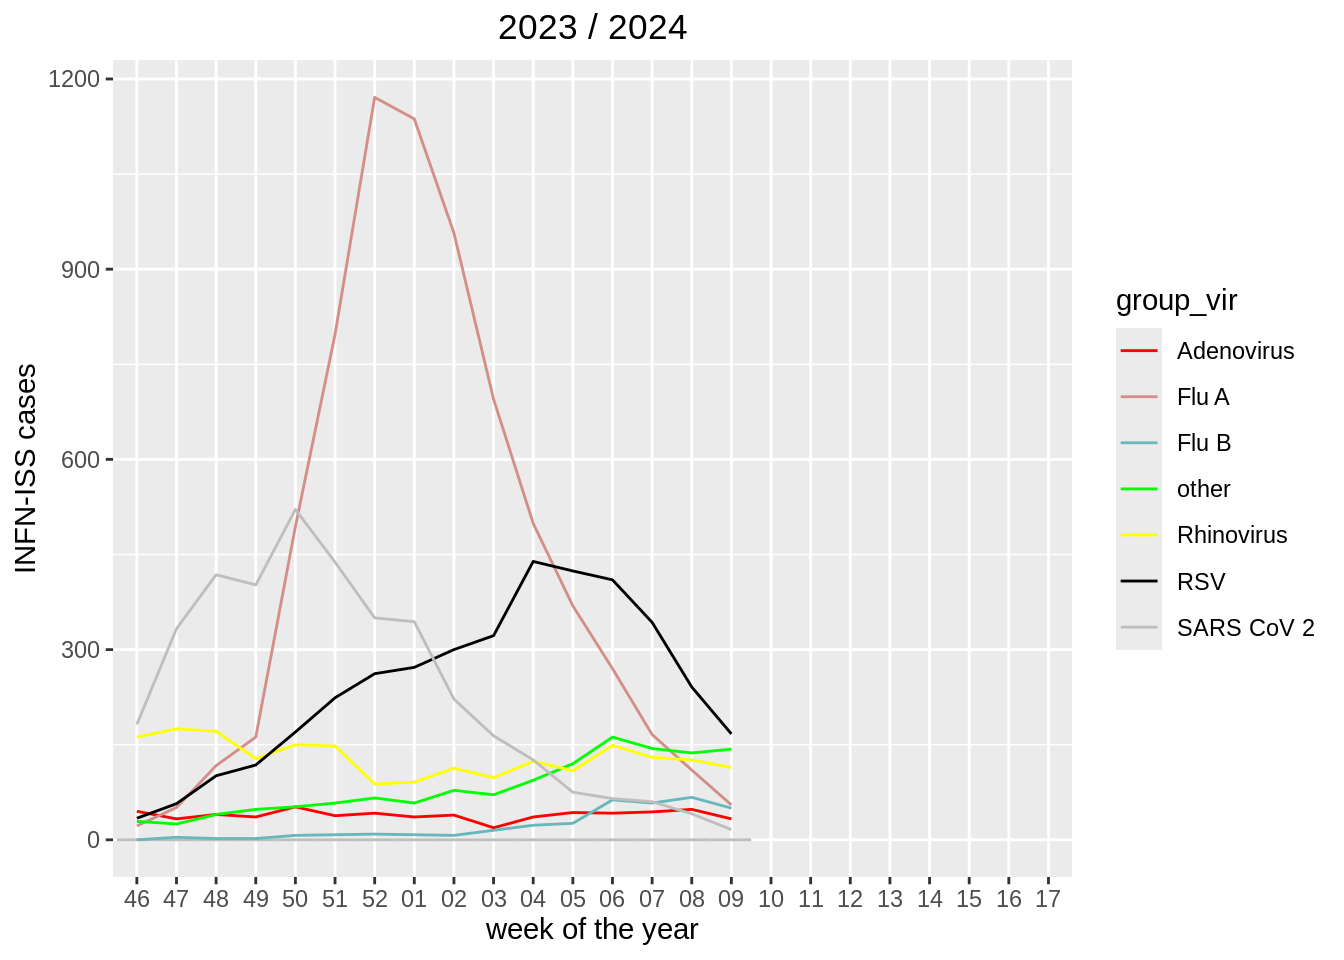 2023 / 2024
INFN-ISS cases
1200
900
600
300
0
46 47 48 49 50 51 52 01 02 03 04 05 06 07 08 09 10 11 12 13 14 15 16 17
week of the year
group_vir
Adenovirus
Flu A
Flu B
other
Rhinovirus
RSV
SARS CoV 2